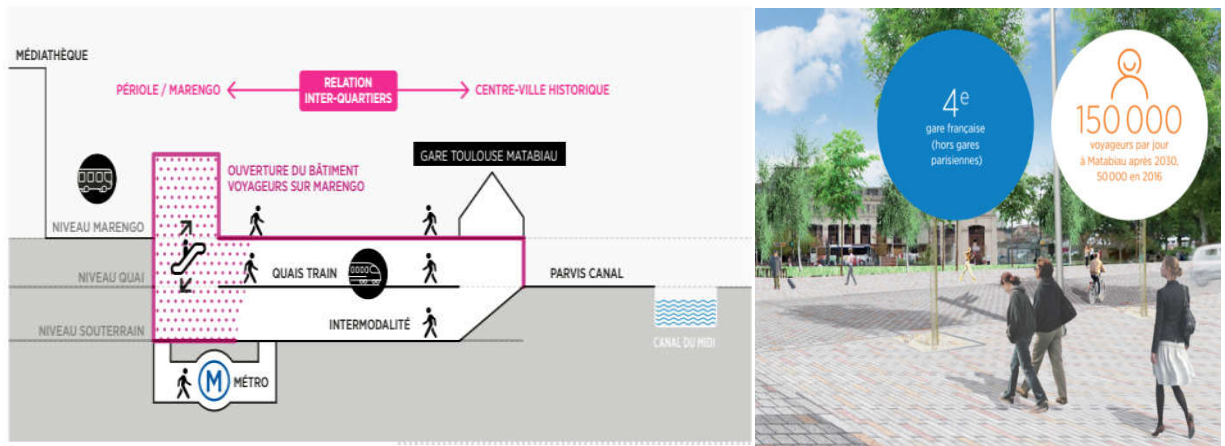 MÉDIATHÈQUE
PÉRIOLE / MARENGO
RELATION
INTER-QUARTIERS
CENTRE-VILLE HISTORIQUE
GARE TOULOUSE MATABIAU
OUVERTURE DU BÂTIMENT
VOYAGEURS SUR MARENGO
NIVEAU MARENGO
NIVEAU QUAI
QUAIS TRAIN
PARVIS CANAL
NIVEAU SOUTERRAIN
INTERMODALITÉ
CANAL DU MIDI
M
MÉTRO
4e
gare française
(hors gares
parisiennes)
150 000
voyageurs par jour
à Matabiau après 2030,
50 000 en 2016